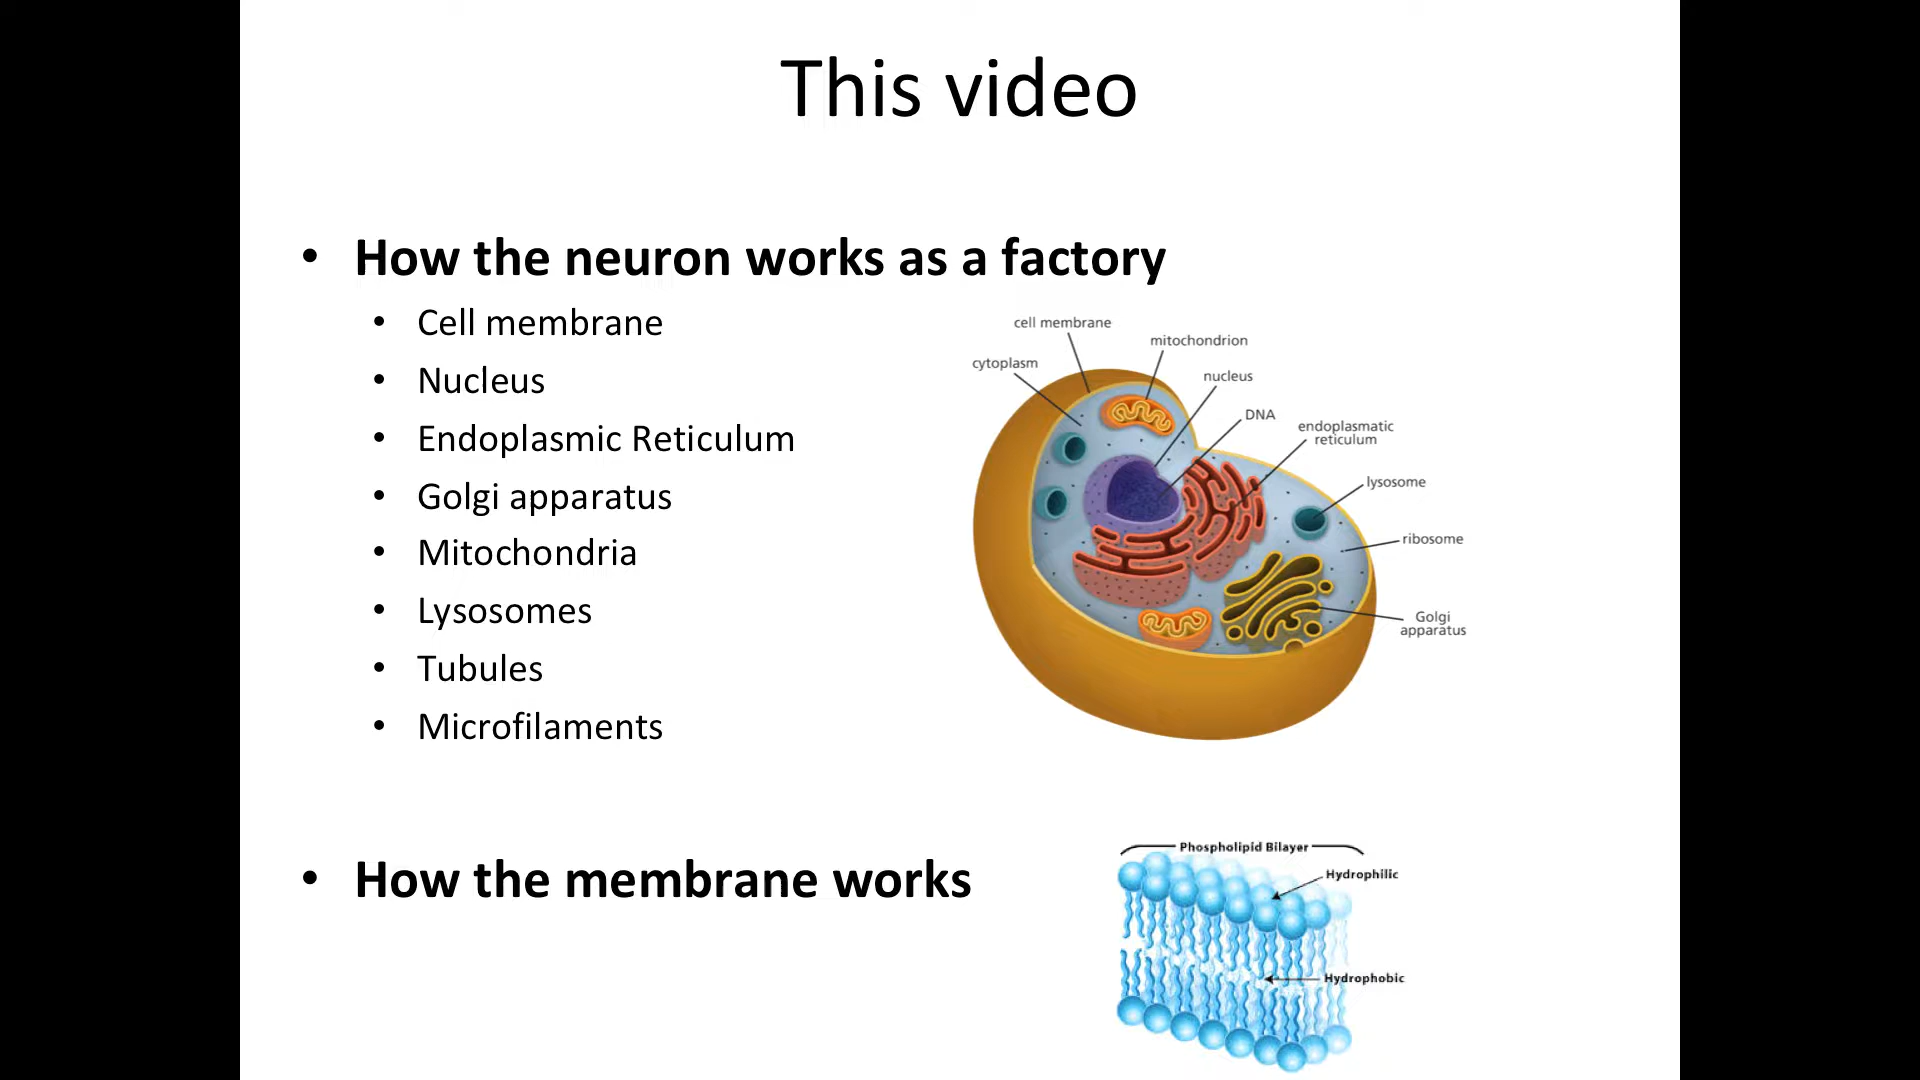 This video
• How the neuron works as a factory
• Cell membrane
• Nucleus
• Endoplasmic Reticulum
• Golgi apparatus
• Mitochondria
• Lysosomes
• Tubules
• Microfilaments
cell membrane
mitochondrion
cytoplasm
nucleus
DNA
endoplasmatic
reticulum
lysosome
ribosome
Golgi
apparatus
• How the membrane works
Phospholipid Bilayer
Hydrophilic
Hydrophobic